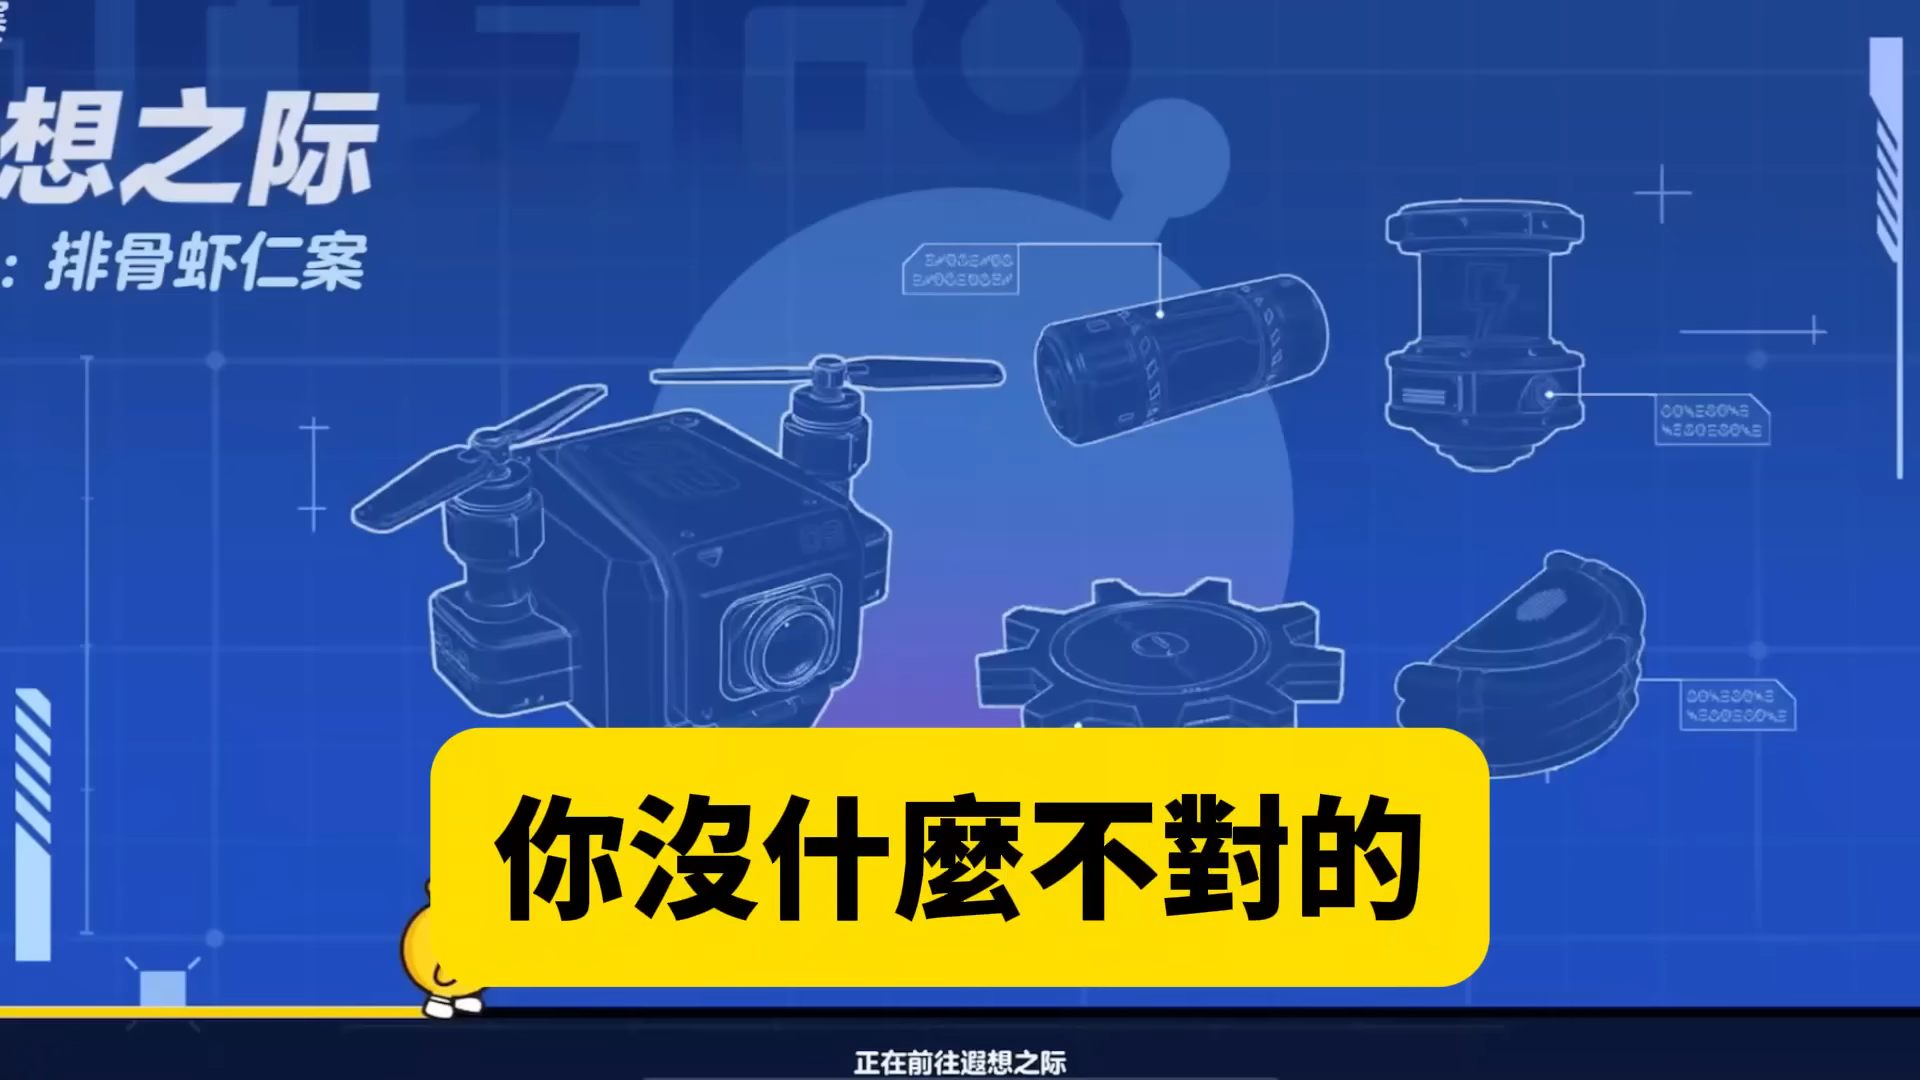 想之际
：排骨虾仁案
你沒什麼不對的
正在前往遐想之际